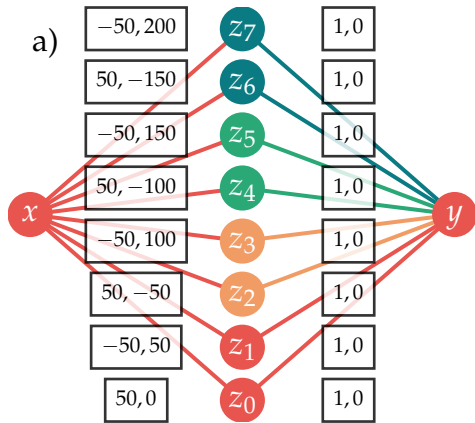 a)
−50, 200 z7 1, 0
50, −150 z6 1, 0
−50, 150 z5 1, 0
50, −100 z4 1, 0
x y
−50, 100 z3 1, 0
50, −50 z2 1, 0
−50, 50 z1 1, 0
50, 0 z0 1, 0